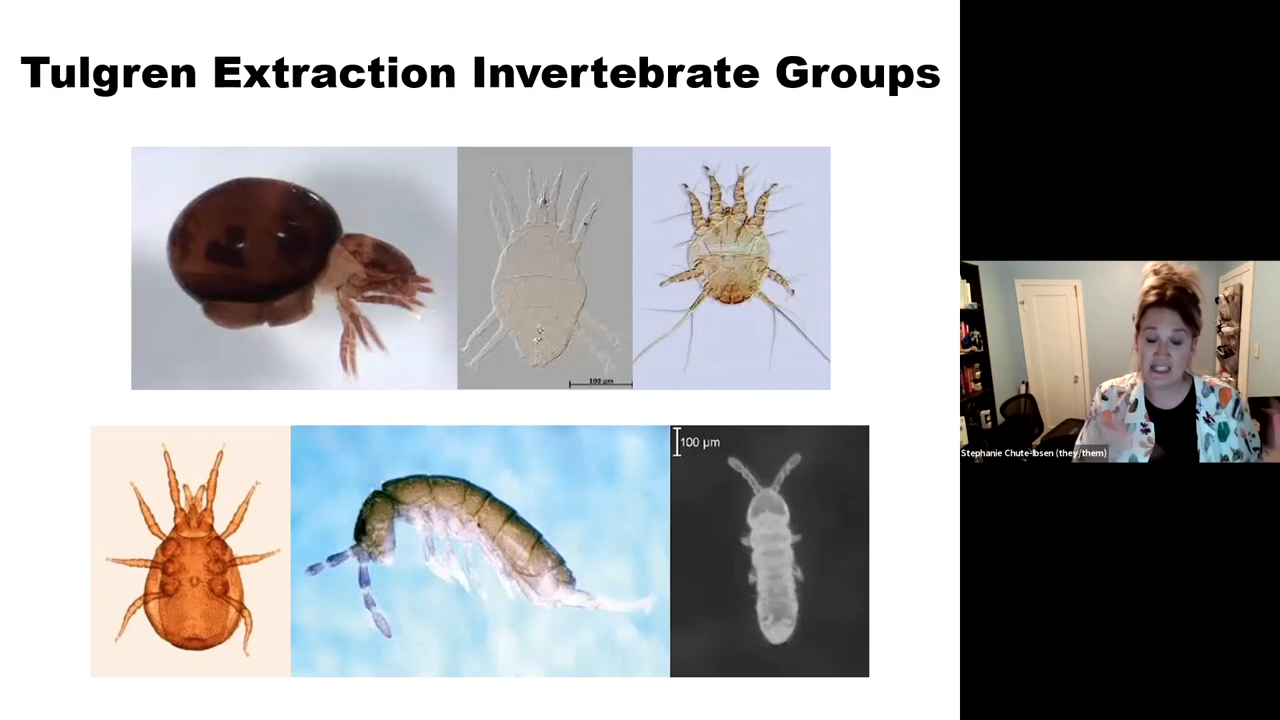 Tulgren Extraction Invertebrate Groups
100 µm
100 µm
Stephanie Chute-Ibsen (they/them)